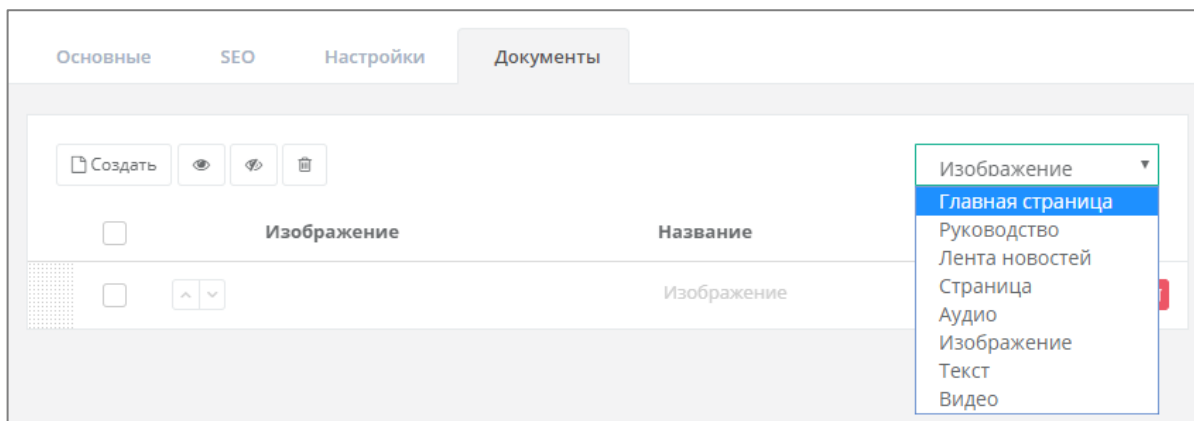 Основные SEO Настройки Документы
Создать Изображение
Главная страница
Изображение Название Руководство
Лента новостей
Изображение Страница
Аудио
Изображение
Текст
Видео